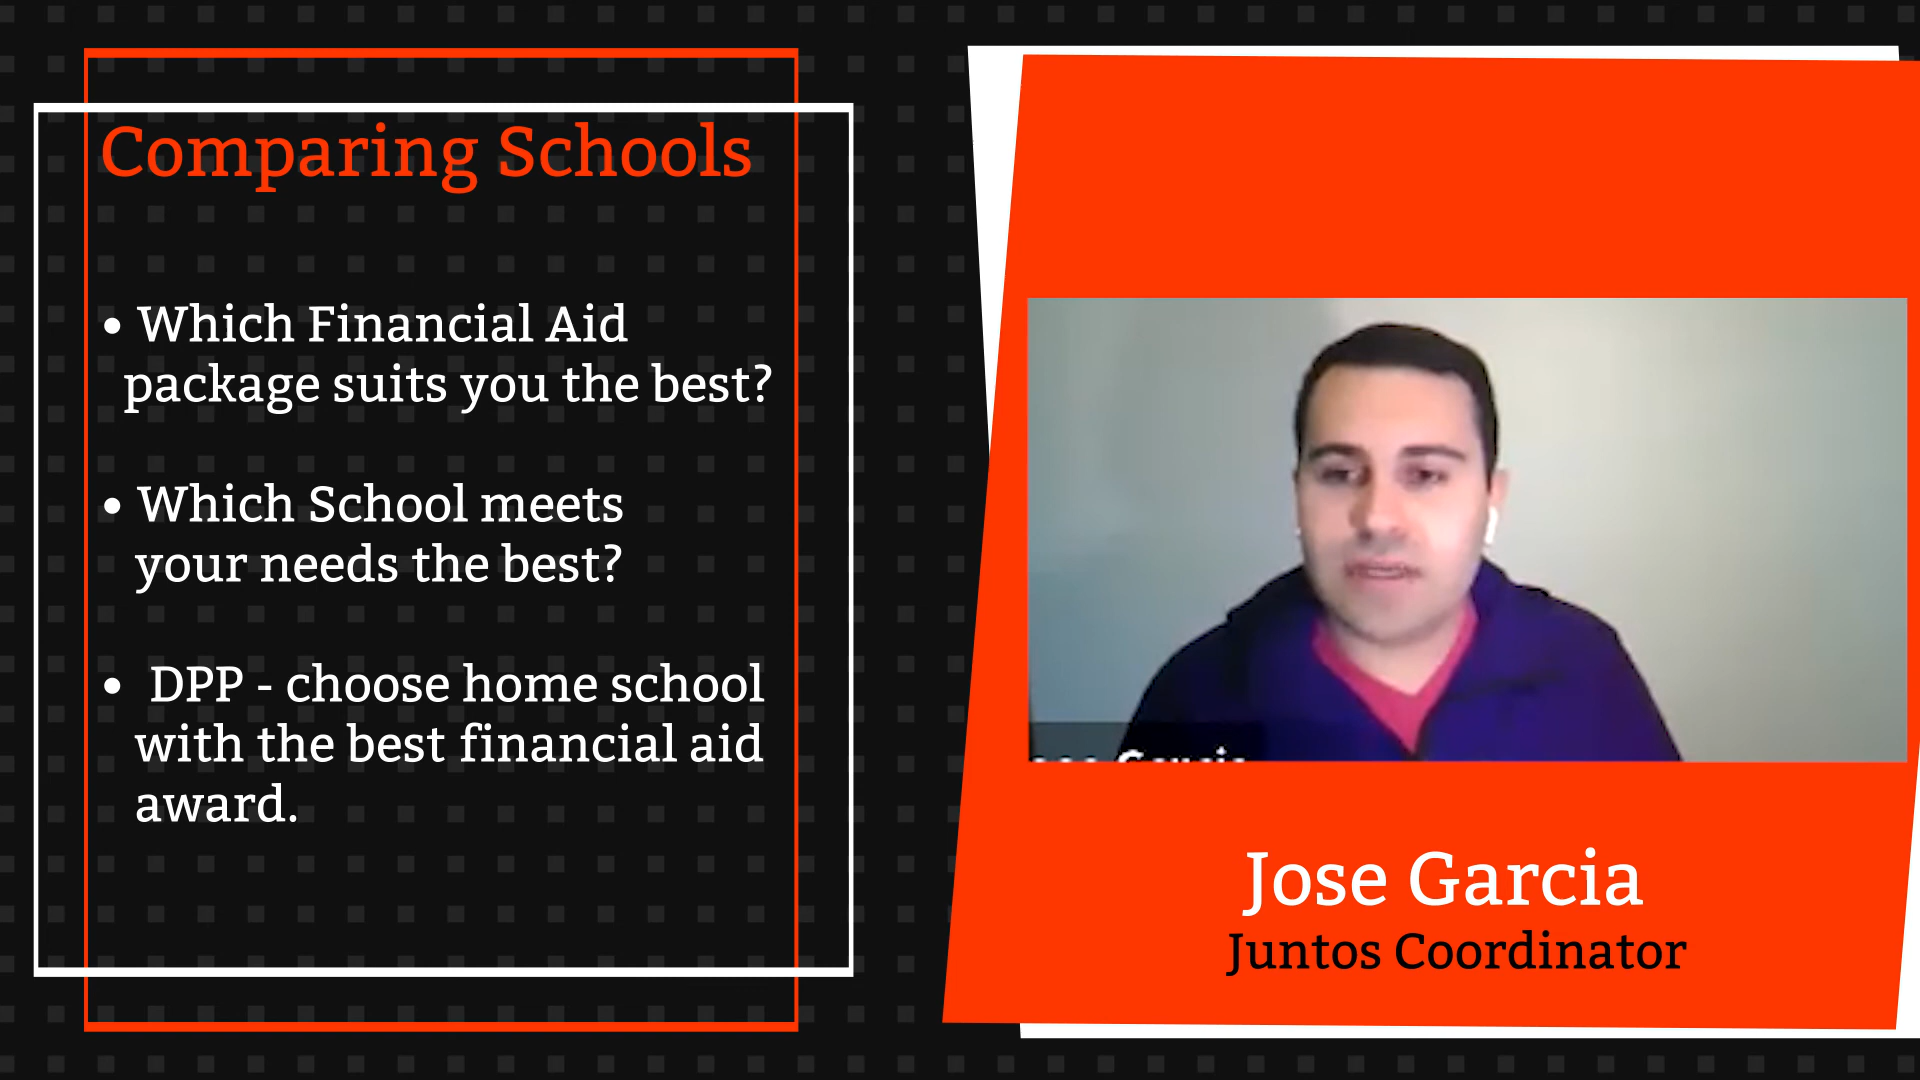 Comparing Schools
• Which Financial Aid
package suits you the best?
• Which School meets
your needs the best?
• DPP - choose home school
with the best financial aid
award.
Jose Garcia
Juntos Coordinator